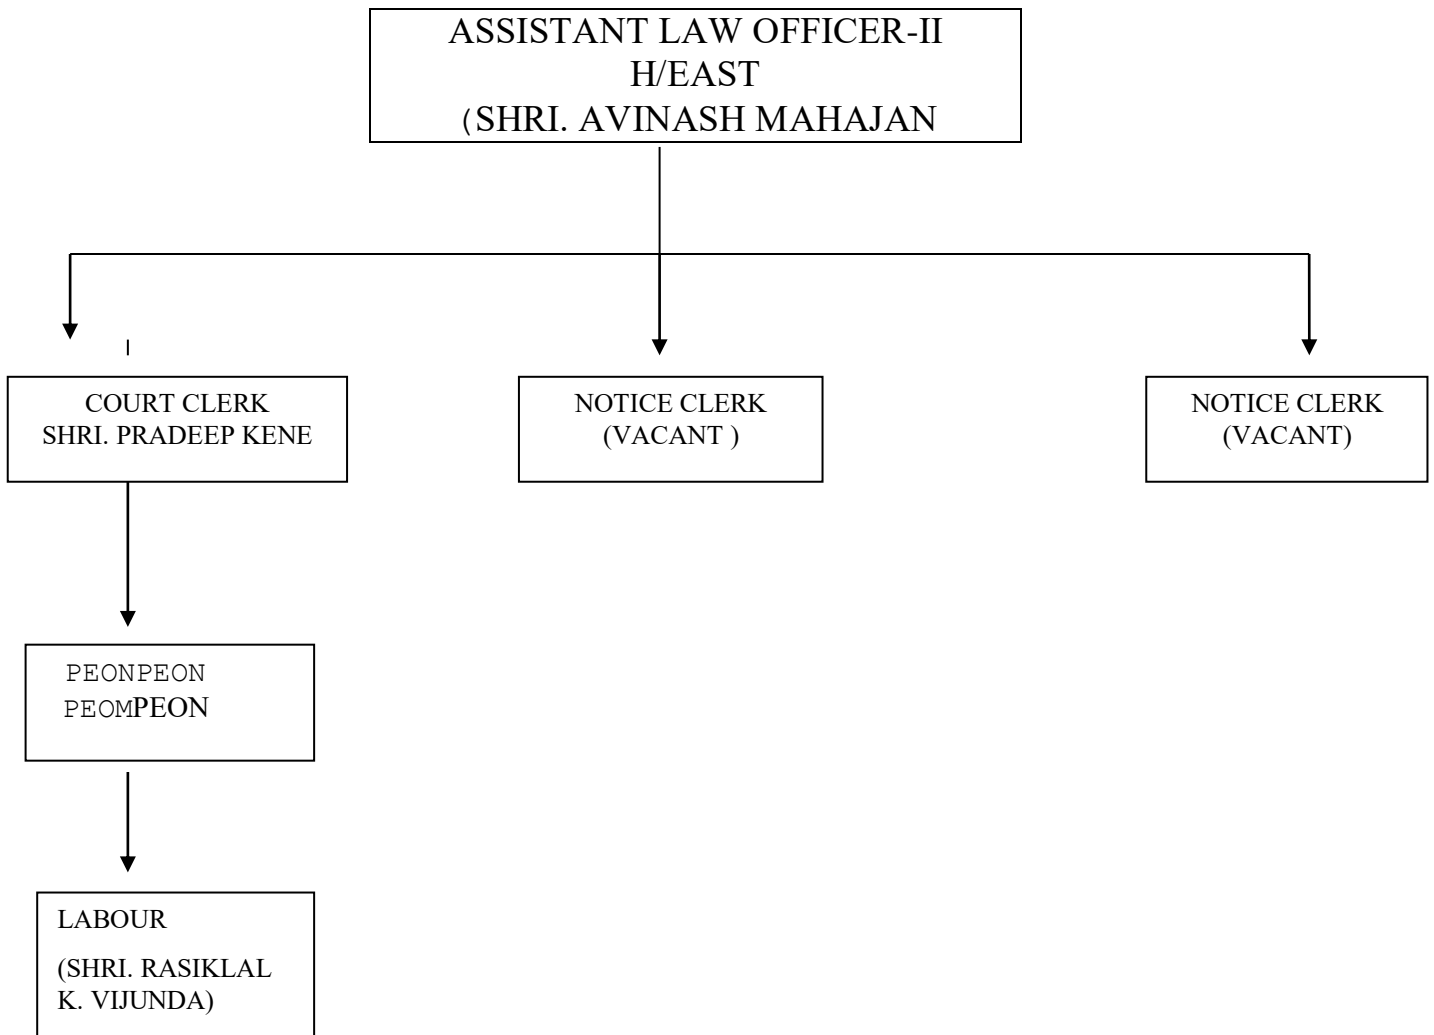 ASSISTANT LAW OFFICER-II
H/EAST
(SHRI. AVINASH MAHAJAN
COURT CLERK
SHRI. PRADEEP KENE
NOTICE CLERK
(VACANT )
NOTICE CLERK
(VACANT)
PEONPEON
PEOMPEON
LABOUR
(SHRI. RASIKLAL
K. VIJUNDA)